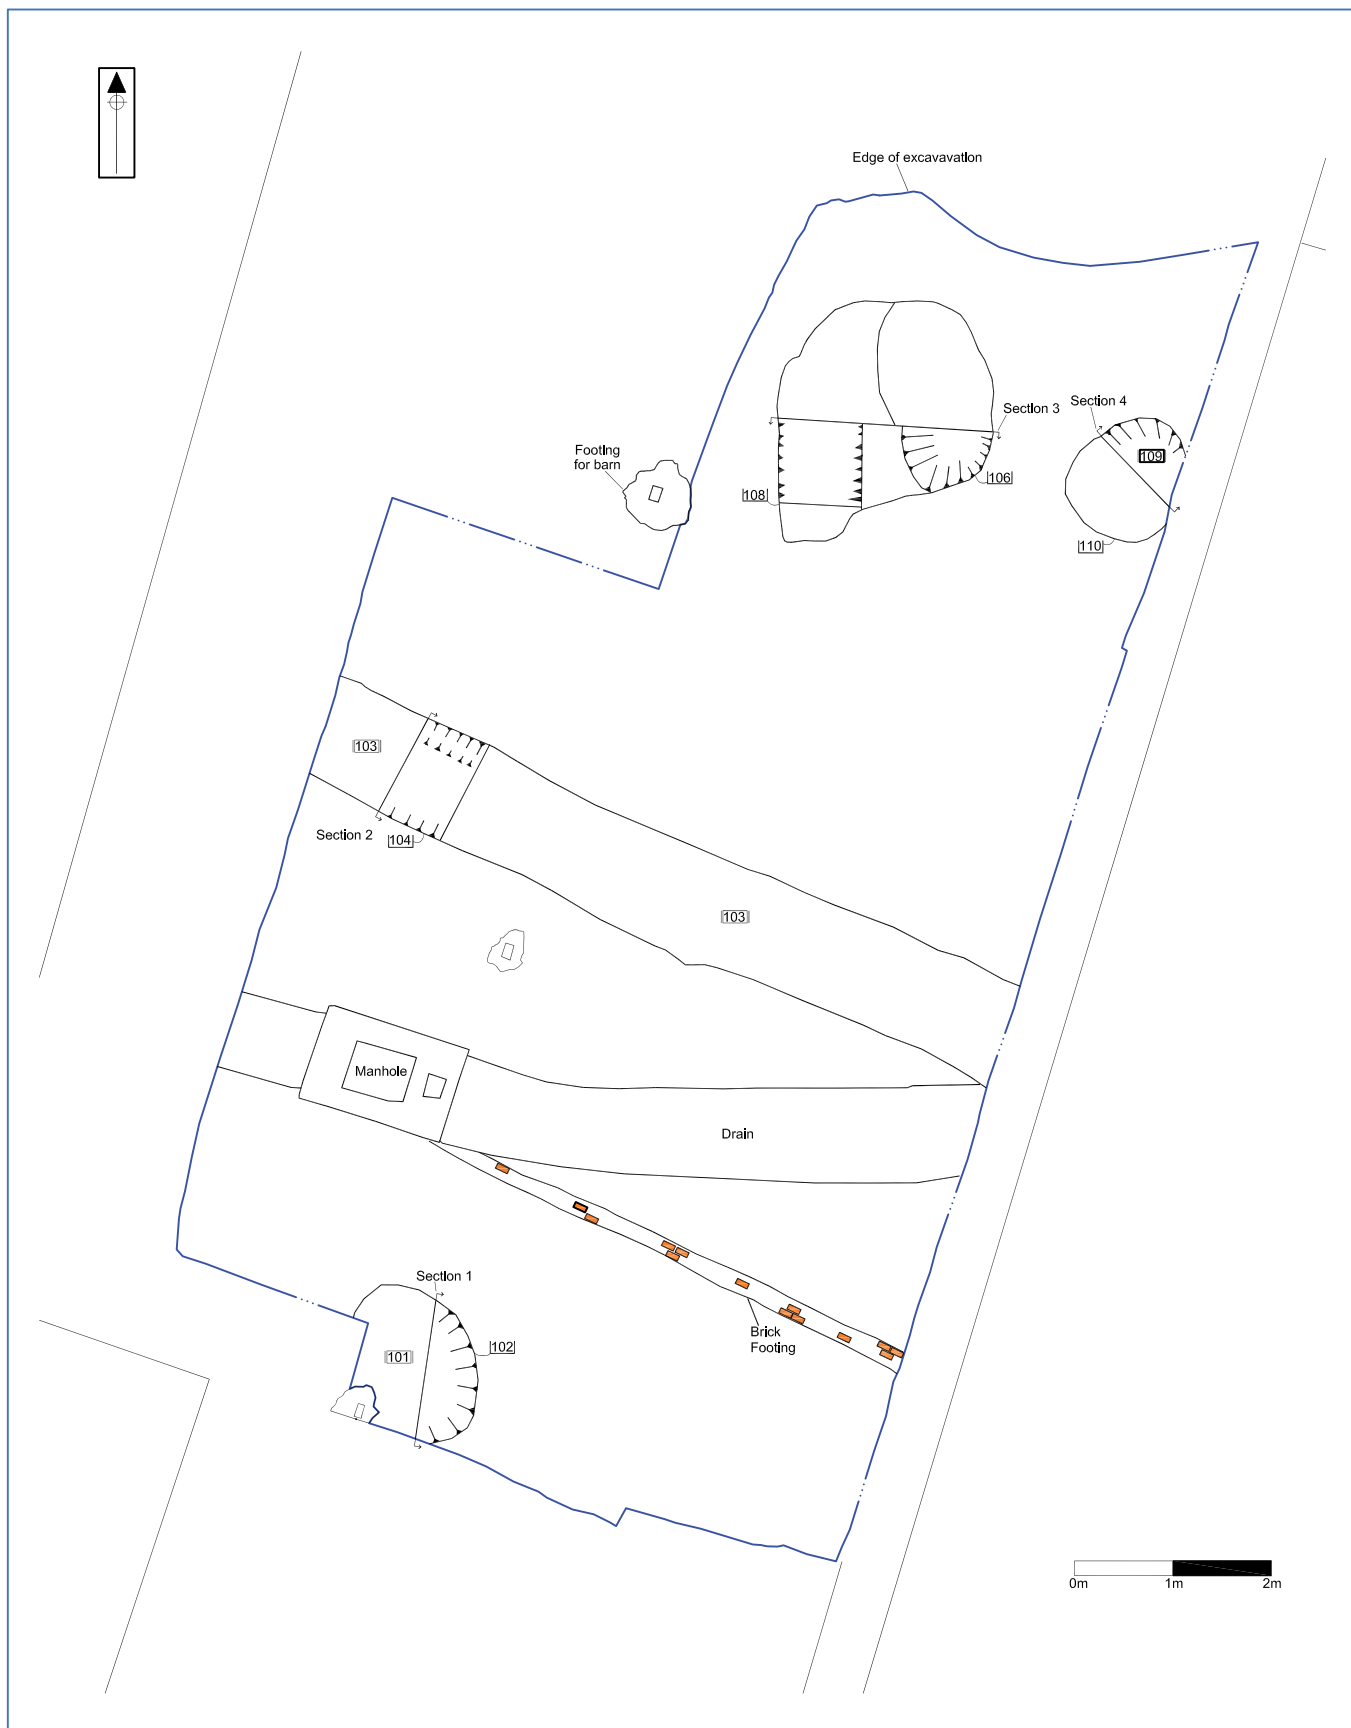 Edge of excavavation
Section 3
Section 4
109
Footing
for barn
108
106
110
103
Section 2
104
103
Manhole
Drain
Section 1
Brick
Footing
102
101
0m 1m 2m